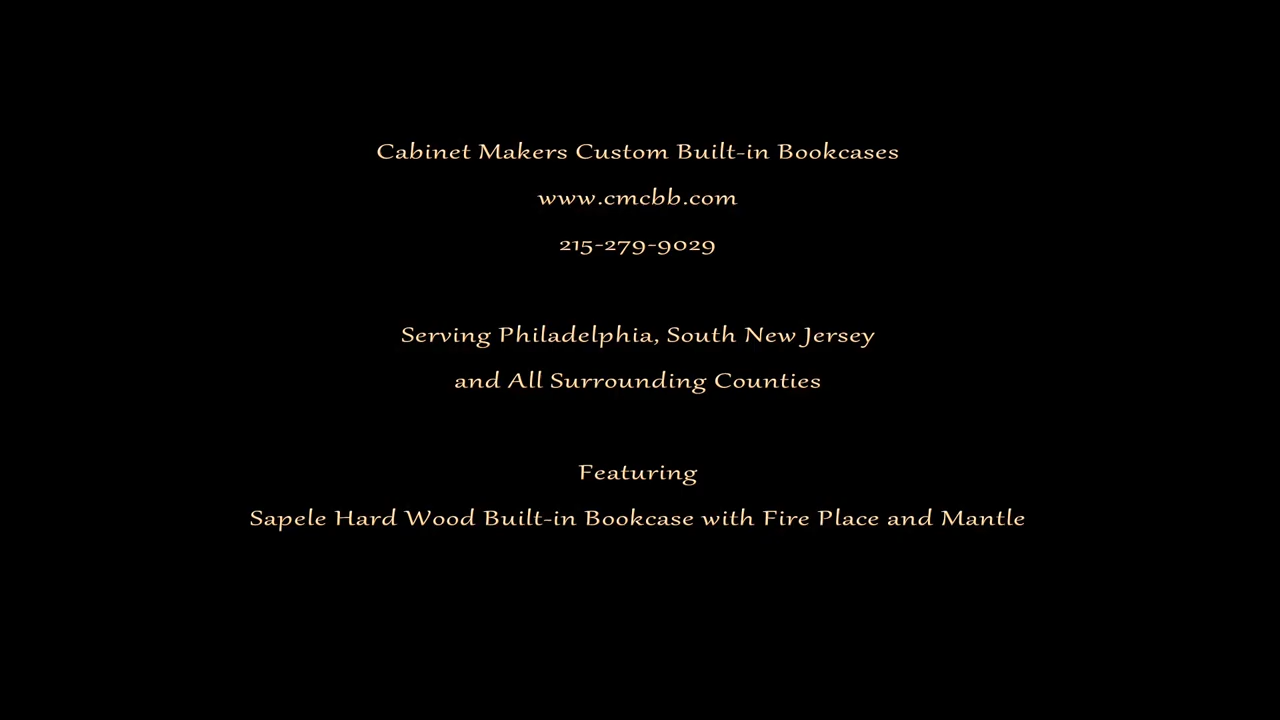 Cabinet Makers Custom Built-in Bookcases
www.cmcbb.com
215-279-9029
Serving Philadelphia, South New Jersey
and All Surrounding Counties
Featuring
Sapele Hard Wood Built-in Bookcase with Fire Place and Mantle